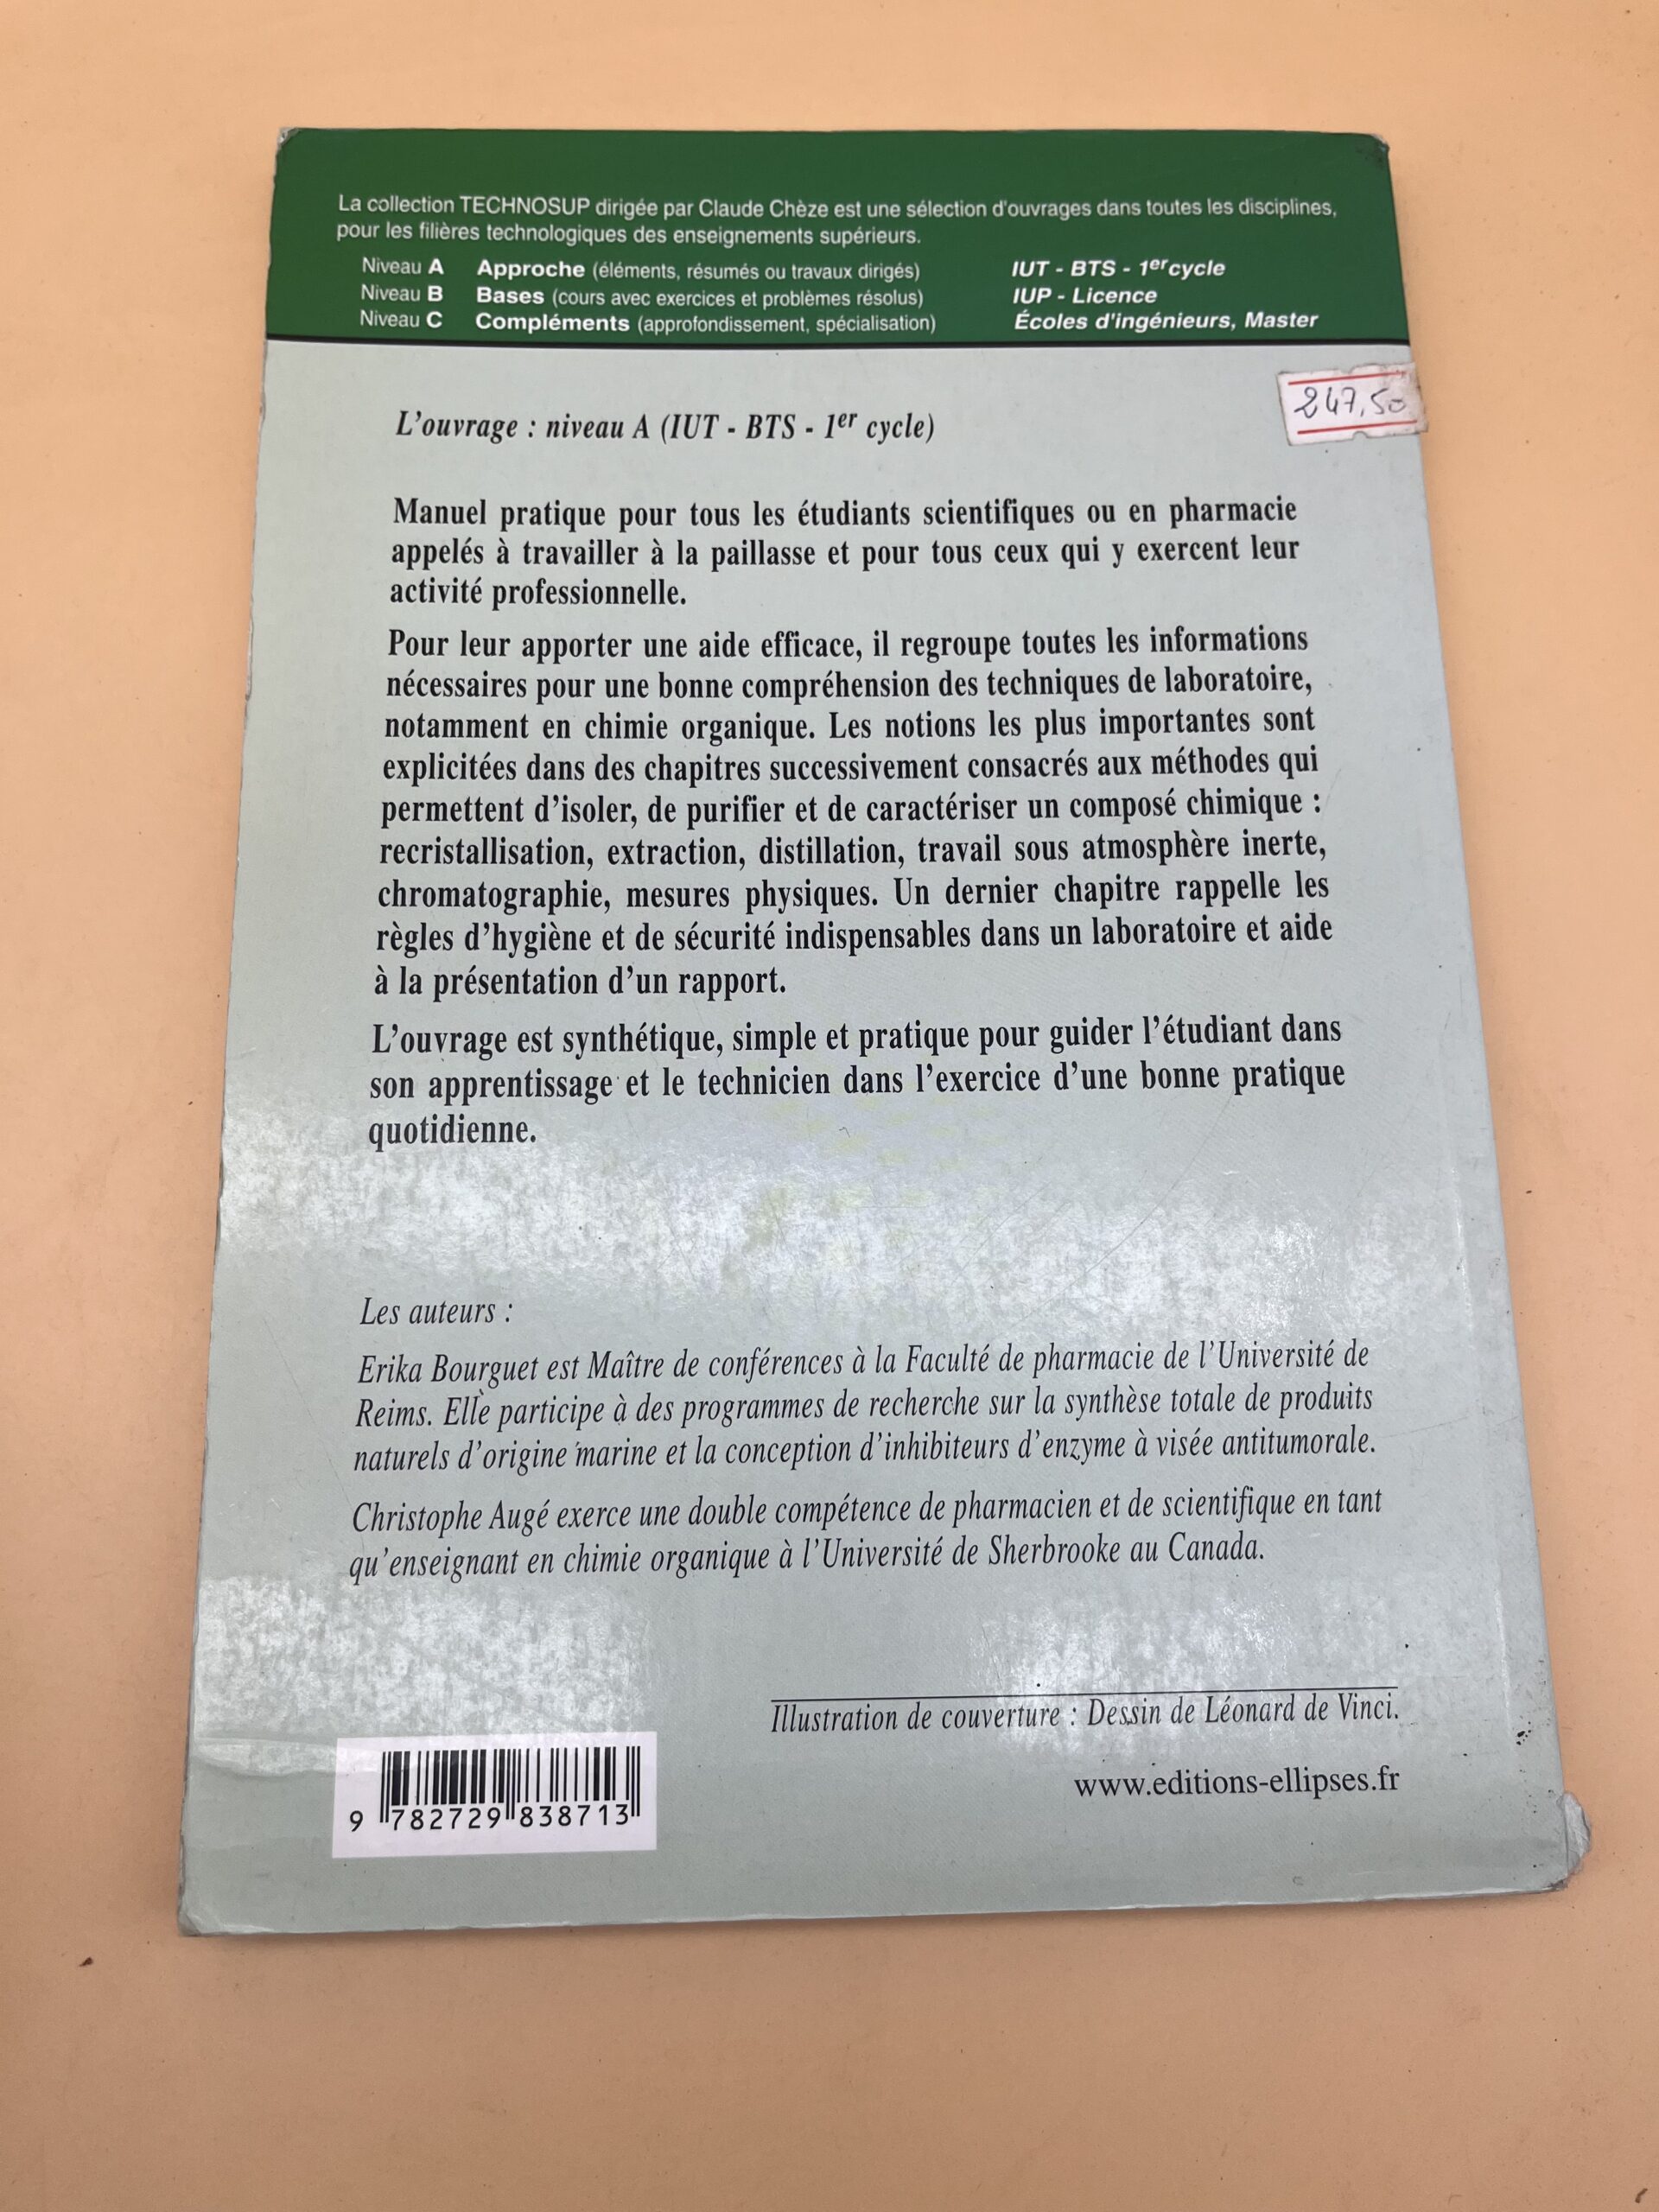 La collection TECHNOSUP dirigée par Claude Chèze est une sélection d'ouvrages dans toutes les disciplines,
pour les filières technologiques des enseignements supérieurs.
Niveau A Approche (éléments, résumés ou travaux dirigés) IUT - BTS - 1er cycle
Niveau B Bases (cours avec exercices et problèmes résolus) IUP - Licence
Niveau C Compléments (approfondissement, spécialisation) Écoles d'ingénieurs, Master
247,50
L'ouvrage : niveau A (IUT - BTS - 1er cycle)
Manuel pratique pour tous les étudiants scientifiques ou en pharmacie
appelés à travailler à la paillasse et pour tous ceux qui y exercent leur
activité professionnelle.
Pour leur apporter une aide efficace, il regroupe toutes les informations
nécessaires pour une bonne compréhension des techniques de laboratoire,
notamment en chimie organique. Les notions les plus importantes sont
explicitées dans des chapitres successivement consacrés aux méthodes qui
permettent d'isoler, de purifier et de caractériser un composé chimique :
recristallisation, extraction, distillation, travail sous atmosphère inerte,
chromatographie, mesures physiques. Un dernier chapitre rappelle les
règles d'hygiène et de sécurité indispensables dans un laboratoire et aide
à la présentation d'un rapport.
L'ouvrage est synthétique, simple et pratique pour guider l'étudiant dans
son apprentissage et le technicien dans l'exercice d'une bonne pratique
quotidienne.
Les auteurs :
Erika Bourguet est Maître de conférences à la Faculté de pharmacie de l'Université de
Reims. Elle participe à des programmes de recherche sur la synthèse totale de produits
naturels d'origine marine et la conception d'inhibiteurs d'enzyme à visée antitumorale.
Christophe Augé exerce une double compétence de pharmacien et de scientifique en tant
qu'enseignant en chimie organique à l'Université de Sherbrooke au Canada.
Illustration de couverture : Dessin de Léonard de Vinci.
www.editions-ellipses.fr
9 782729 838713